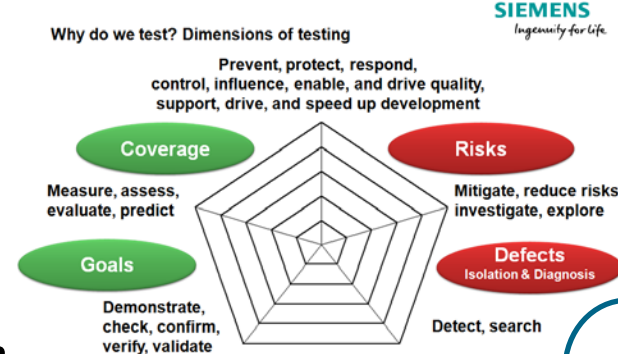 SIEMENS
Ingenuity for life
Why do we test? Dimensions of testing
Prevent, protect, respond,
control, influence, enable, and drive quality,
support, drive, and speed up development
Coverage
Risks
Measure, assess,
evaluate, predict
Mitigate, reduce risks
investigate, explore
Goals
Defects
Isolation & Diagnosis
Demonstrate,
check, confirm,
verify, validate
Detect, search